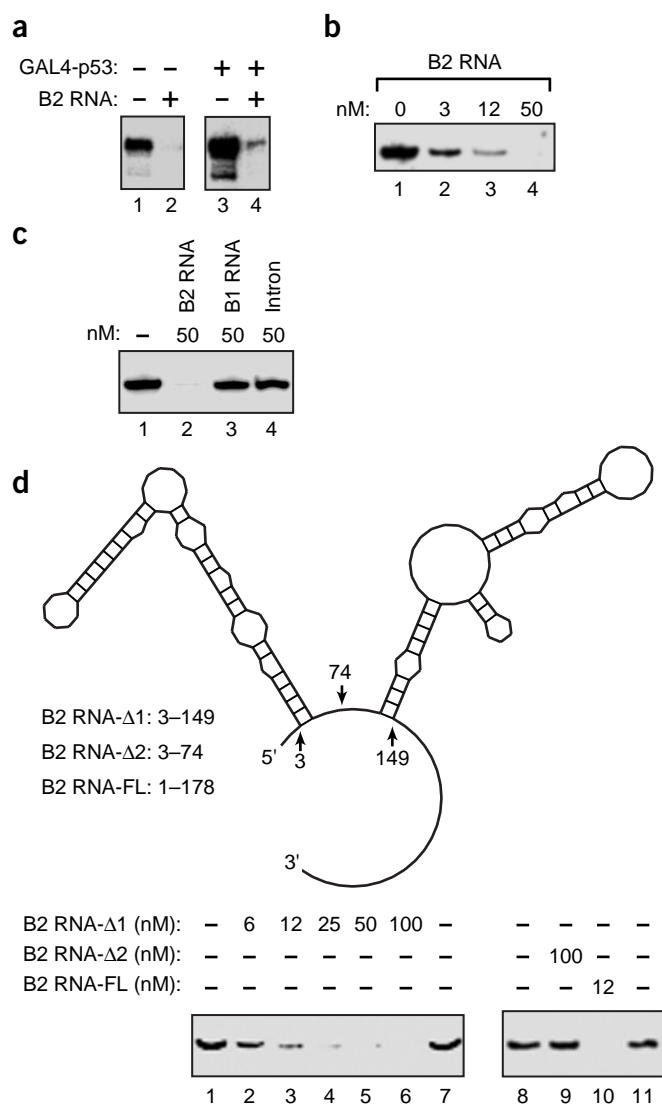 a
GAL4-p53: – – + +
B2 RNA: – + – +
1 2 3 4
b
B2 RNA
nM: 0 3 12 50
1 2 3 4
c
B2 RNA
B1 RNA
Intron
nM: – 50 50 50
1 2 3 4
d
74
B2 RNA-Δ1: 3–149
B2 RNA-Δ2: 3–74
B2 RNA-FL: 1–178
5' 3 149
3'
B2 RNA-Δ1 (nM): – 6 12 25 50 100 – – – – –
B2 RNA-Δ2 (nM): – – – – – – – – 100 – –
B2 RNA-FL (nM): – – – – – – – – – 12 –
1 2 3 4 5 6 7 8 9 10 11